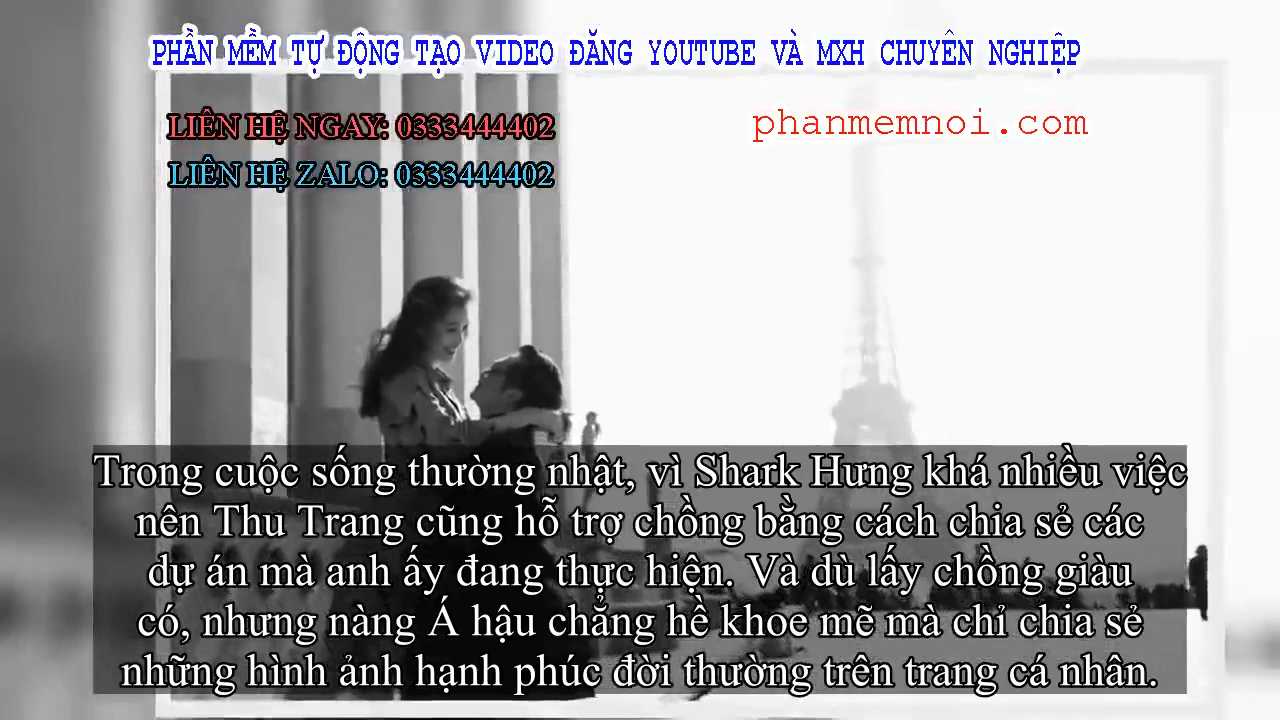 PHẦN MỀM TỰ ĐỘNG TẠO VIDEO ĐĂNG YOUTUBE VÀ MXH CHUYÊN NGHIỆP
LIÊN HỆ NGAY: 0333444402
phanmemnoi.com
LIÊN HỆ ZALO: 0333444402
Trong cuộc sống thường nhật, vì Shark Hưng khá nhiều việc
nên Thu Trang cũng hỗ trợ chồng bằng cách chia sẻ các
dự án mà anh ấy đang thực hiện. Và dù lấy chồng giàu
có, nhưng nàng Á hậu chẳng hề khoe mẽ mà chỉ chia sẻ
những hình ảnh hạnh phúc đời thường trên trang cá nhân.